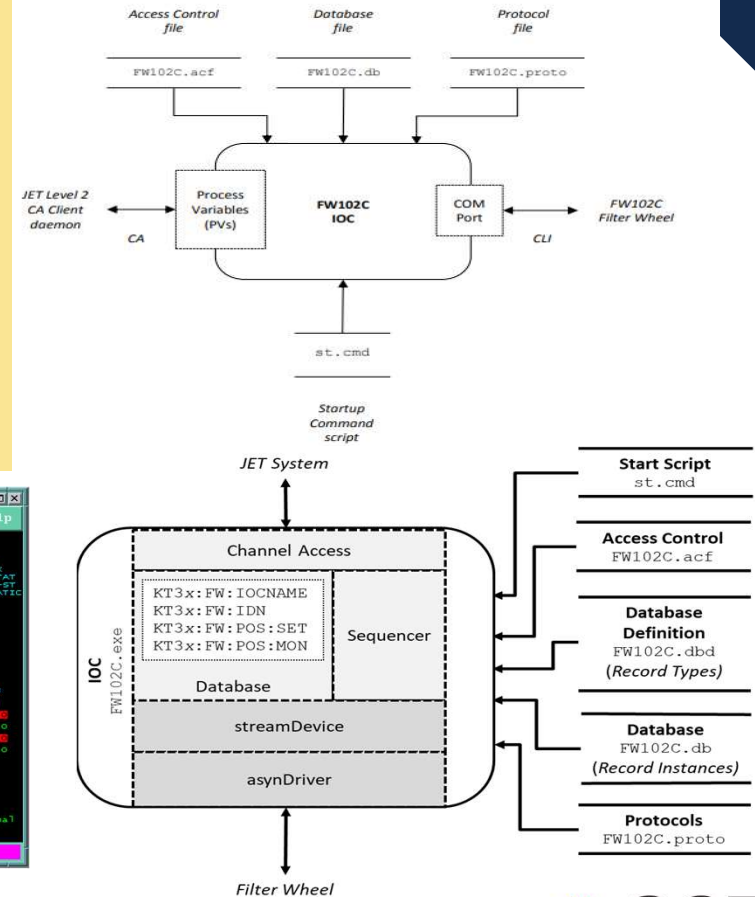 Access Control
file
Database
file
Protocol
file
FW102C.acf
FW102C.db
FW102C.proto
JET Level 2
CA Client
daemon
CA
Process
Variables
(PVs)
FW102C
IOC
COM
Port
CLI
FW102C
Filter Wheel
st.cmd
Startup
Command
script
JET System
Channel Access
KT3x:FW:IOCNAME
KT3x:FW:IDN
KT3x:FW:POS:SET
KT3x:FW:POS:MON
Database
Sequencer
streamDevice
asynDriver
IOC
FW102C.exe
Filter Wheel
Start Script
st.cmd
Access Control
FW102C.acf
Database
Definition
FW102C.dbd
(Record Types)
Database
FW102C.db
(Record Instances)
Protocols
FW102C.proto